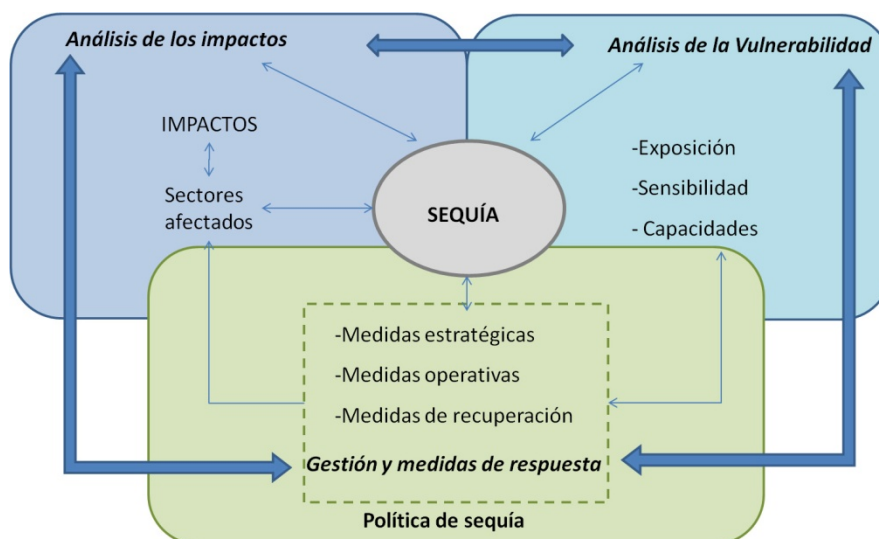 Análisis de los impactos
Análisis de la Vulnerabilidad
IMPACTOS
Sectores
afectados
SEQUÍA
-Exposición
-Sensibilidad
- Capacidades
-Medidas estratégicas
-Medidas operativas
-Medidas de recuperación
Gestión y medidas de respuesta
Política de sequía